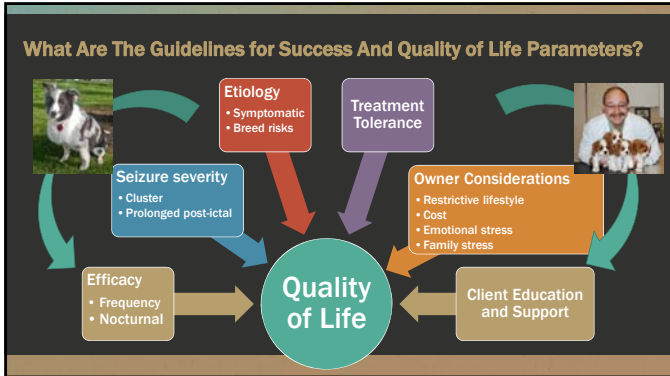 What Are The Guidelines for Success And Quality of Life Parameters?
Etiology
• Symptomatic
• Breed risks
Treatment
Tolerance
Seizure severity
• Cluster
• Prolonged post-ictal
Owner Considerations
• Restrictive lifestyle
• Cost
• Emotional stress
• Family stress
Efficacy
• Frequency
• Nocturnal
Quality
of Life
Client Education
and Support